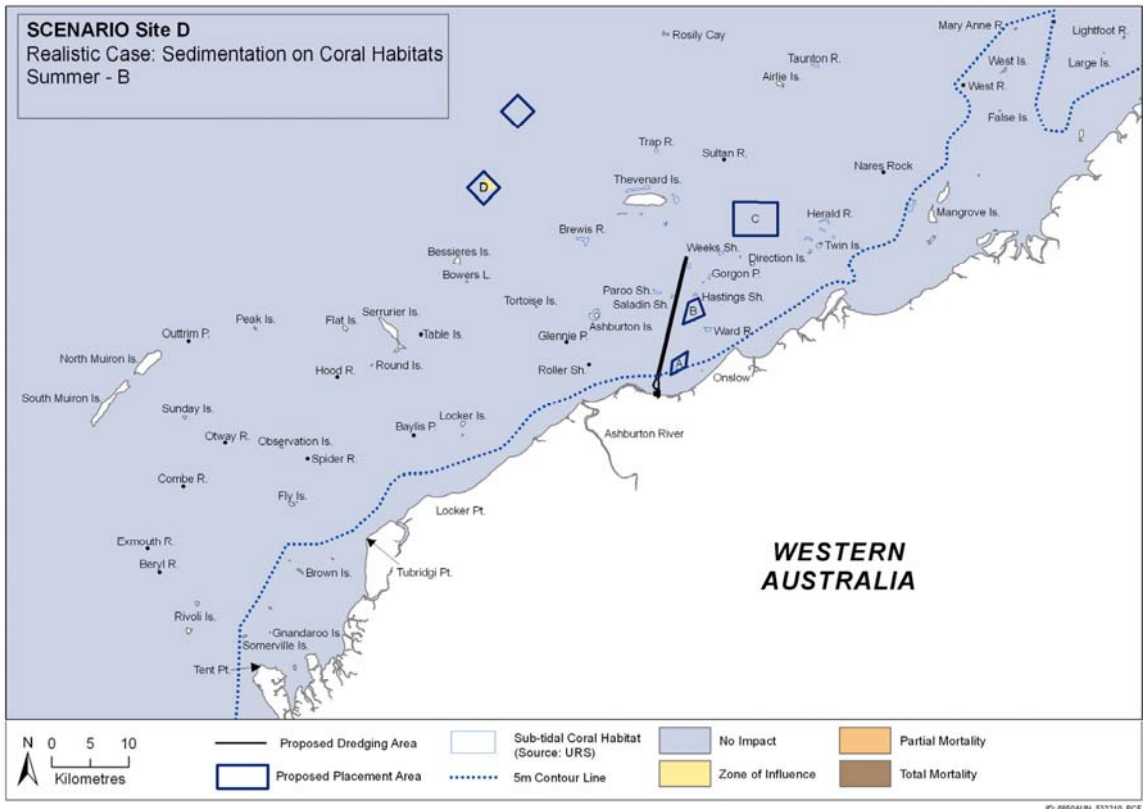 SCENARIO Site D
Realistic Case: Sedimentation on Coral Habitats
Summer - B
Rosily Cay
Mary Anne R.
Lightfoot R.
Taunton R.
Airlie Is.
West Is.
Large Is.
West R.
False Is.
Trap R.
Sultan R.
Nares Rock
Thevenard Is.
D
C
Mangrove Is.
Herald R.
Brewis R.
Twin Is.
Weeks Sh.
Direction Is.
Bessieres Is.
Bowers L.
Gorgon P.
Paroo Sh.
Saladin Sh.
Hastings Sh.
Tortoise Is.
Serrurier Is.
Peak Is.
Flat Is.
Ashburton Is.
B
Outtrim P.
Table Is.
Glennie P.
Ward R.
North Muiron Is.
Round Is.
Roller Sh.
A
Hood R.
Onslow
South Muiron Is.
Sunday Is.
Locker Is.
Baylis P.
Ashburton River
Otway R.
Observation Is.
Spider R.
Combe R.
Fly Is.
Locker Pt.
Exmouth R.
Beryl R.
Brown Is.
Tubridgi Pt.
WESTERN
AUSTRALIA
Rivoli Is.
Gnandaroo Is.
Somerville Is.
Tent Pt.
N
0 5 10
Kilometres
Proposed Dredging Area
Proposed Placement Area
Sub-tidal Coral Habitat
(Source: URS)
5m Contour Line
No Impact
Zone of Influence
Partial Mortality
Total Mortality